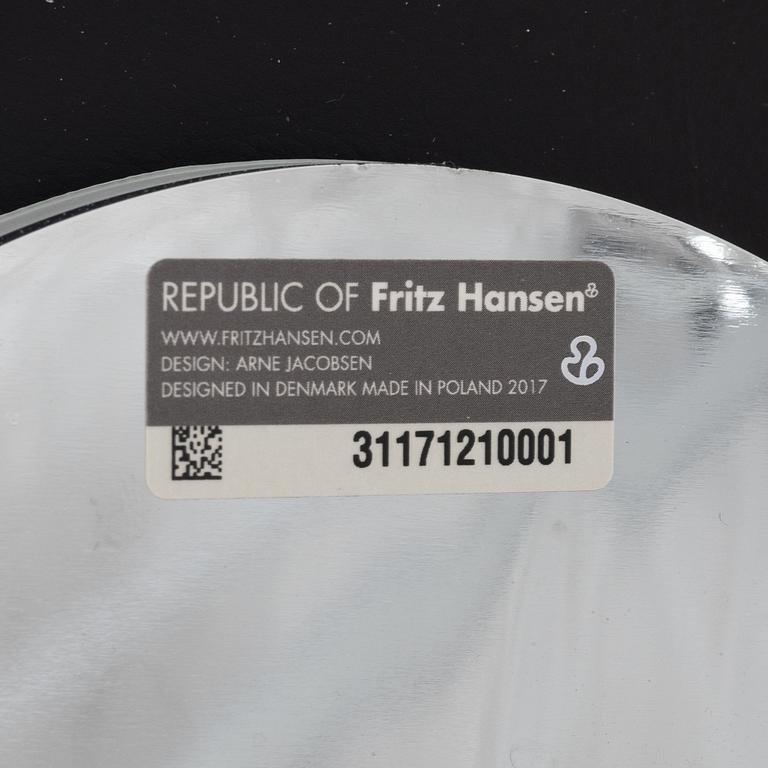 REPUBLIC OF Fritz Hansen®
WWW.FRITZHANSEN.COM
DESIGN: ARNE JACOBSEN
DESIGNED IN DENMARK MADE IN POLAND 2017
31171210001